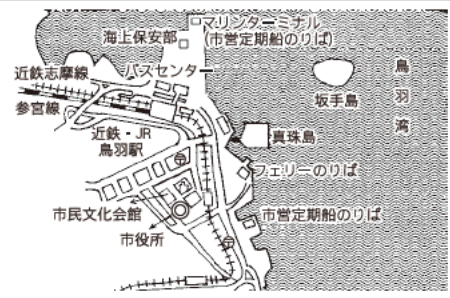 マリンターミナル
(市営定期船のりば)
海上保安部
近鉄志摩線
バスセンター
参宮線
坂手島
鳥羽湾
近鉄・JR
鳥羽駅
真珠島
フェリーのりば
市民文化会館
市営定期船のりば
市役所